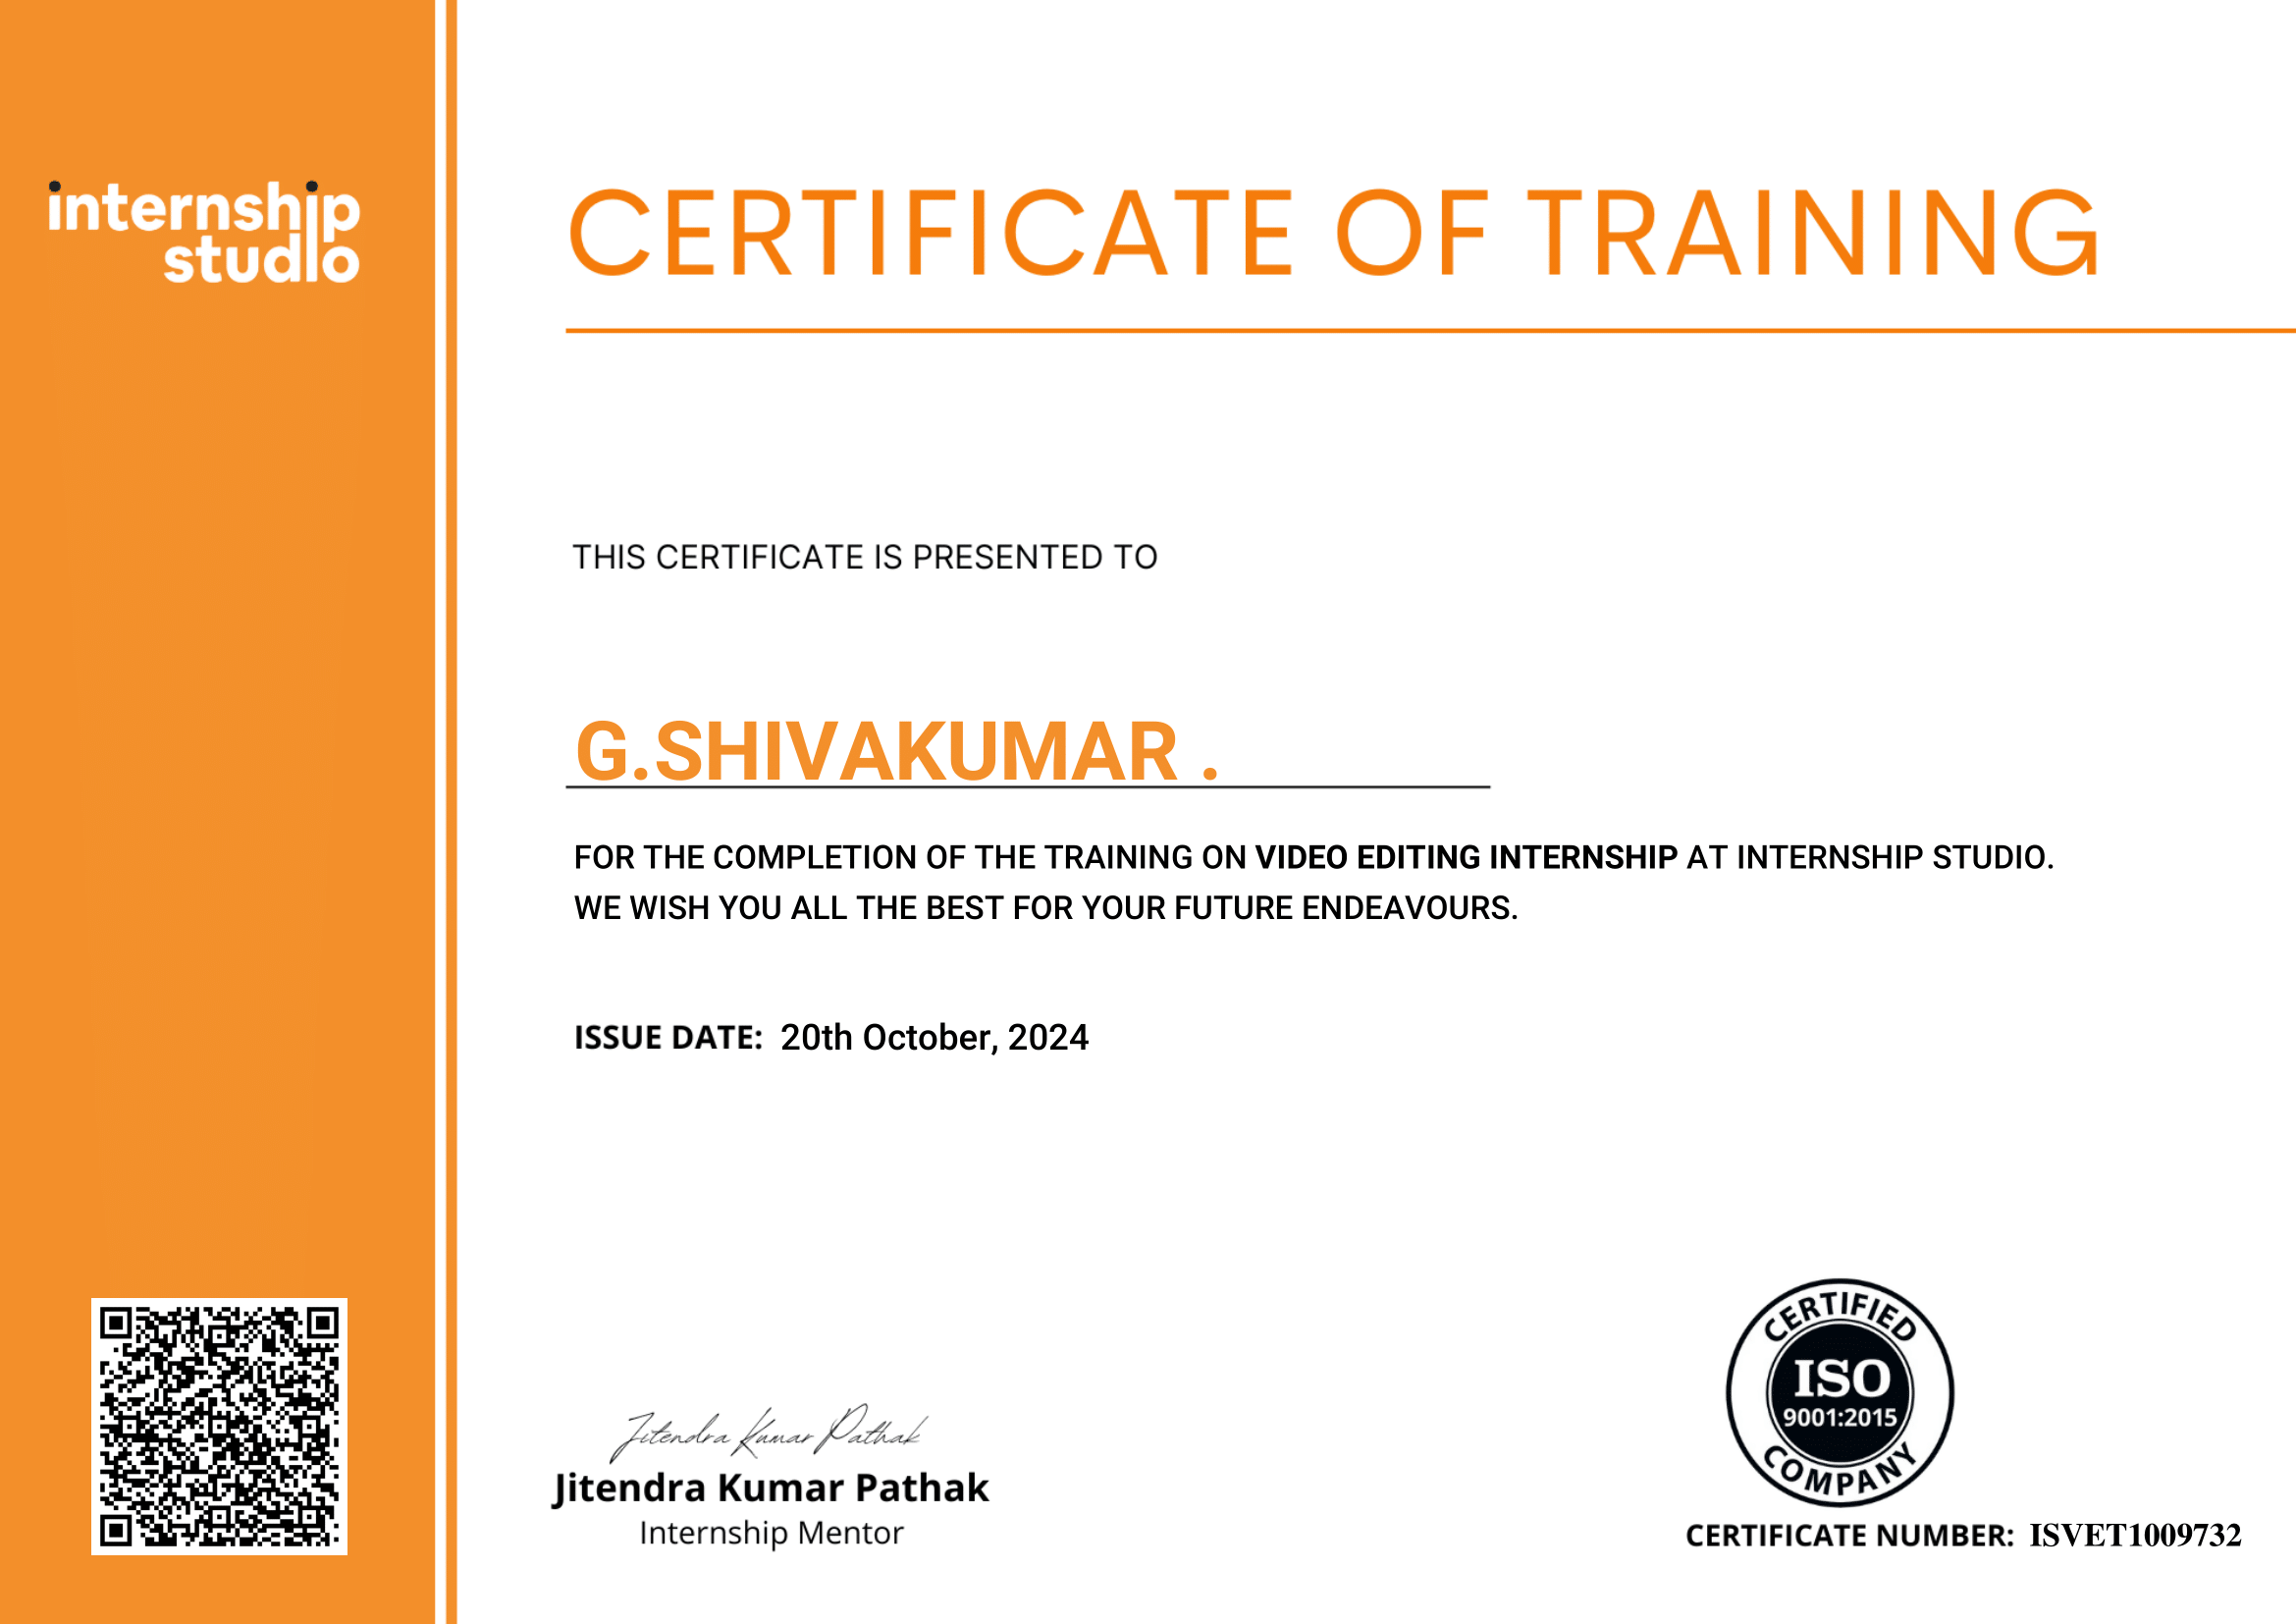 internship
studio
CERTIFICATE OF TRAINING
THIS CERTIFICATE IS PRESENTED TO
G.SHIVAKUMAR .
FOR THE COMPLETION OF THE TRAINING ON VIDEO EDITING INTERNSHIP AT INTERNSHIP STUDIO.
WE WISH YOU ALL THE BEST FOR YOUR FUTURE ENDEAVOURS.
ISSUE DATE: 20th October, 2024
Jitendra Kumar Pathak
Jitendra Kumar Pathak
Internship Mentor
CERTIFIED
ISO
9001:2015
COMPANY
CERTIFICATE NUMBER: ISVET1009732